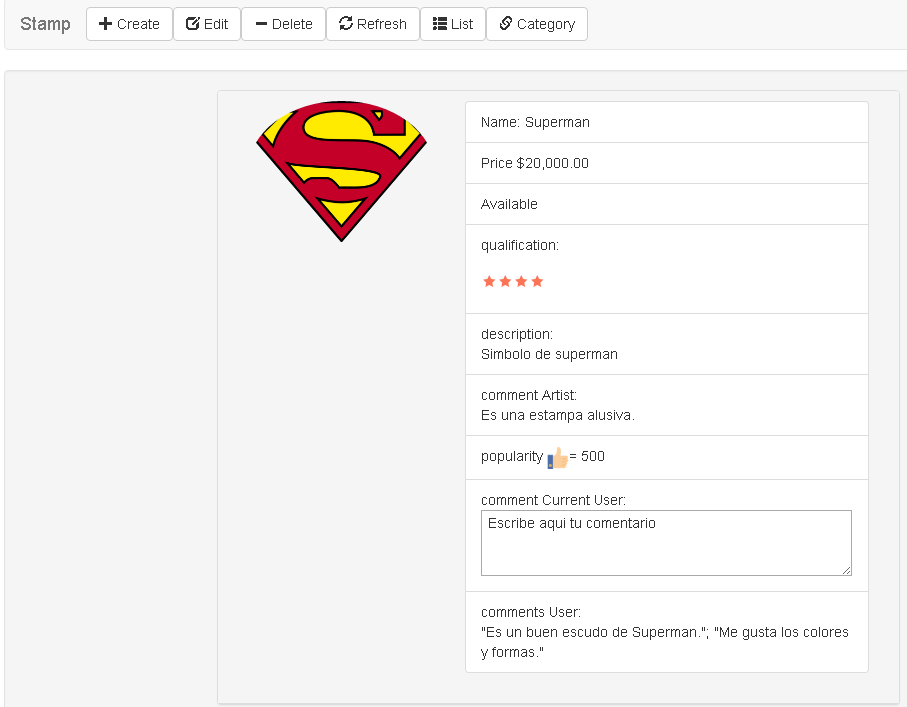 Stamp Create Edit Delete Refresh List Category
Name: Superman
Price $20,000.00
Available
qualification:
description:
Simbolo de superman
comment Artist:
Es una estampa alusiva.
popularity = 500
comment Current User:
Escribe aqui tu comentario
comments User:
"Es un buen escudo de Superman."; "Me gusta los colores
y formas."